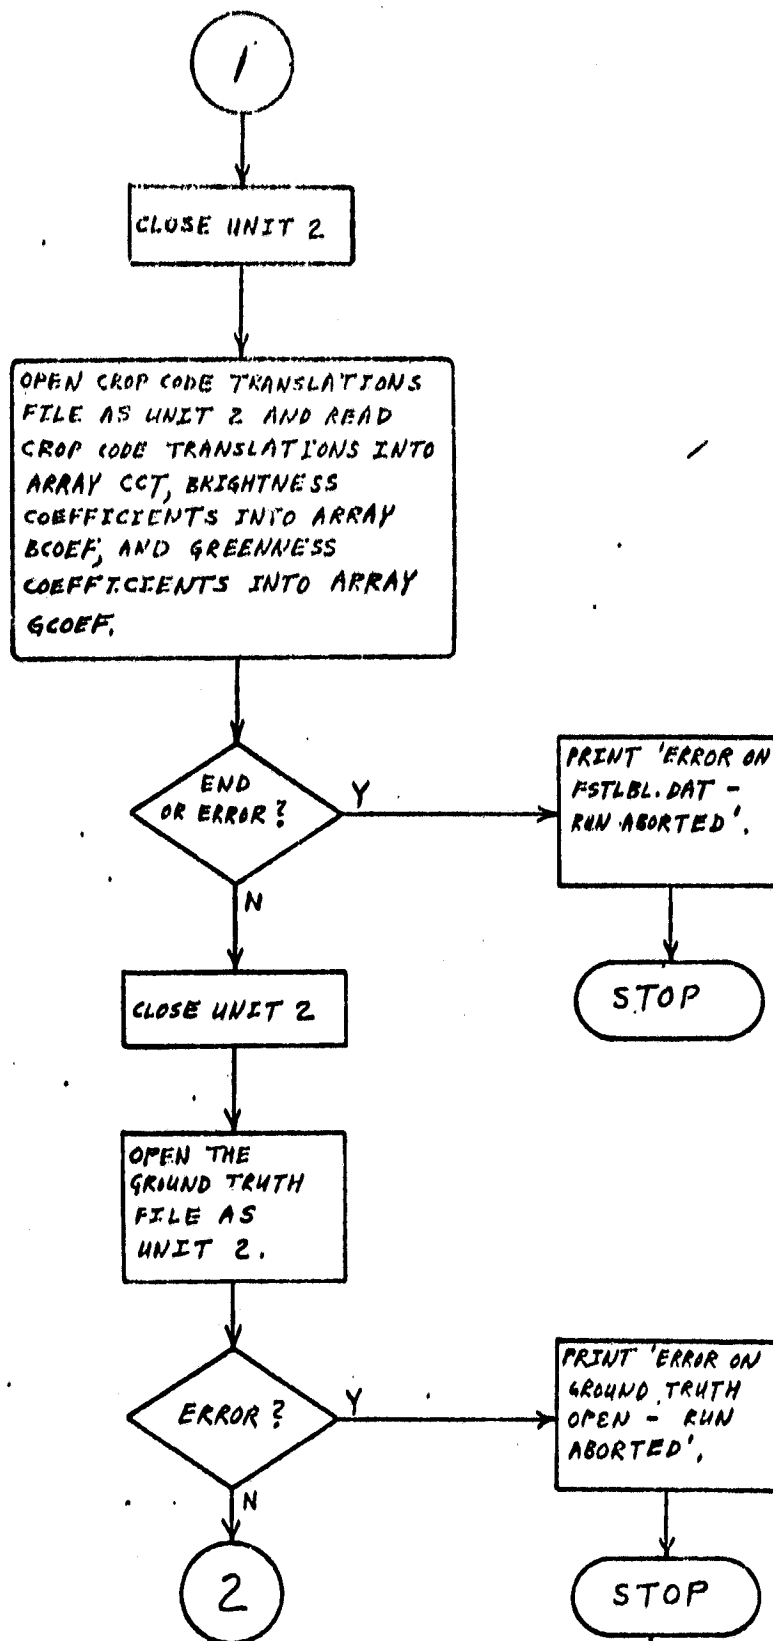 1
CLOSE UNIT 2
OPEN CROP CODE TRANSLATIONS
FILE AS UNIT 2 AND READ
CROP CODE TRANSLATIONS INTO
ARRAY CCT, BRIGHTNESS
COEFFICIENTS INTO ARRAY
BCOEF, AND GREENNESS
COEFFICIENTS INTO ARRAY
GCOEF.
END
OR ERROR?
Y
PRINT 'ERROR ON
FSTLBL.DAT -
RUN ABORTED'.
N
STOP
CLOSE UNIT 2
OPEN THE
GROUND TRUTH
FILE AS
UNIT 2.
ERROR?
Y
PRINT 'ERROR ON
GROUND TRUTH
OPEN - RUN
ABORTED'.
N
2
STOP